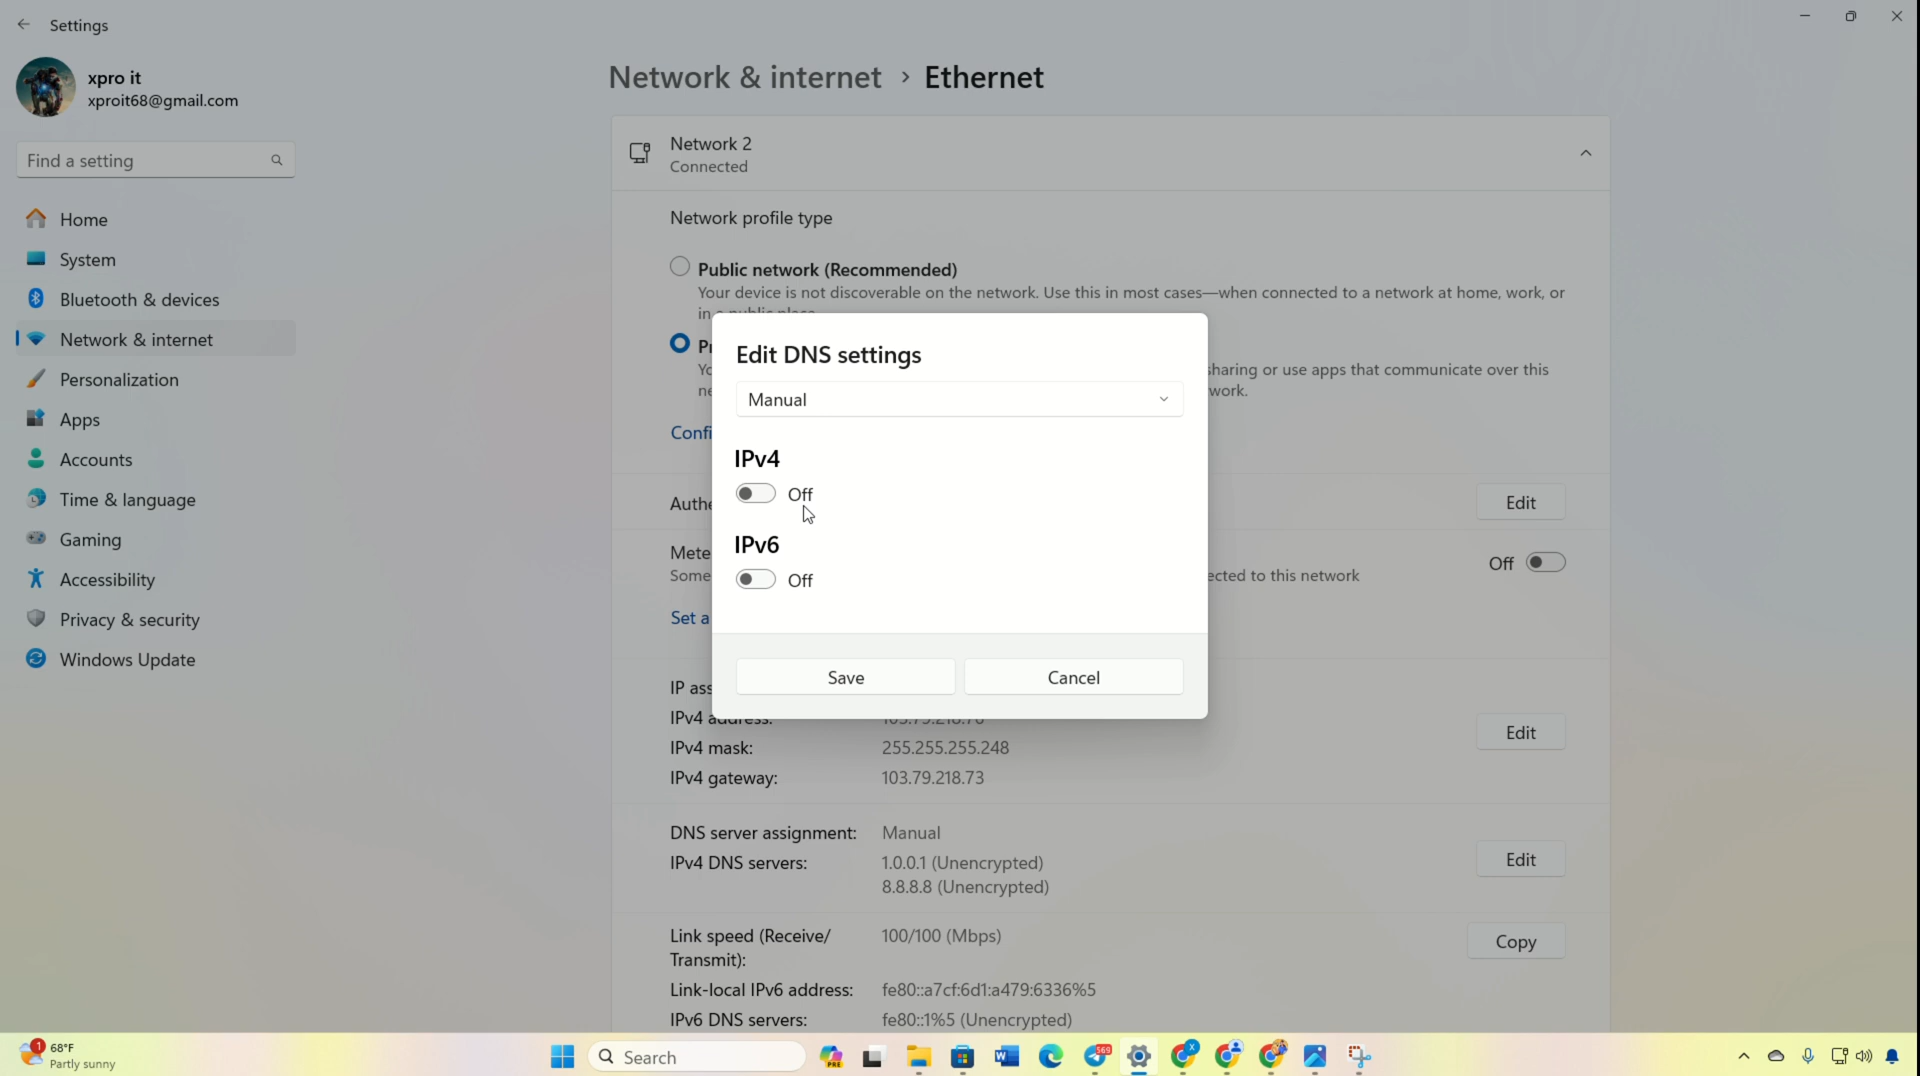 Settings
xpro it
xproit68@gmail.com
Find a setting
Home
System
Bluetooth & devices
Network & internet
Personalization
Apps
Accounts
Time & language
Gaming
Accessibility
Privacy & security
Windows Update
Network & internet > Ethernet
Network 2
Connected
Network profile type
Public network (Recommended)
Your device is not discoverable on the network. Use this in most cases—when connected to a network at home, work, or
in
sharing or use apps that communicate over this
Edit DNS settings
Manual
IPv4
Off
IPv6
Off
Save Cancel
Edit
Off
ected to this network
Set a
IPv4
IPv4 mask: 255.255.255.248
IPv4 gateway: 103.79.218.73
Edit
DNS server assignment: Manual
IPv4 DNS servers: 1.0.0.1 (Unencrypted)
8.8.8.8 (Unencrypted)
Edit
Link speed (Receive/ 100/100 (Mbps)
Transmit):
Copy
Link-local IPv6 address: fe80::a7cf:6d1:a479:6336%5
IPv6 DNS servers: fe80::1%5 (Unencrypted)
1
68°F
Partly sunny
Search
PRE
569